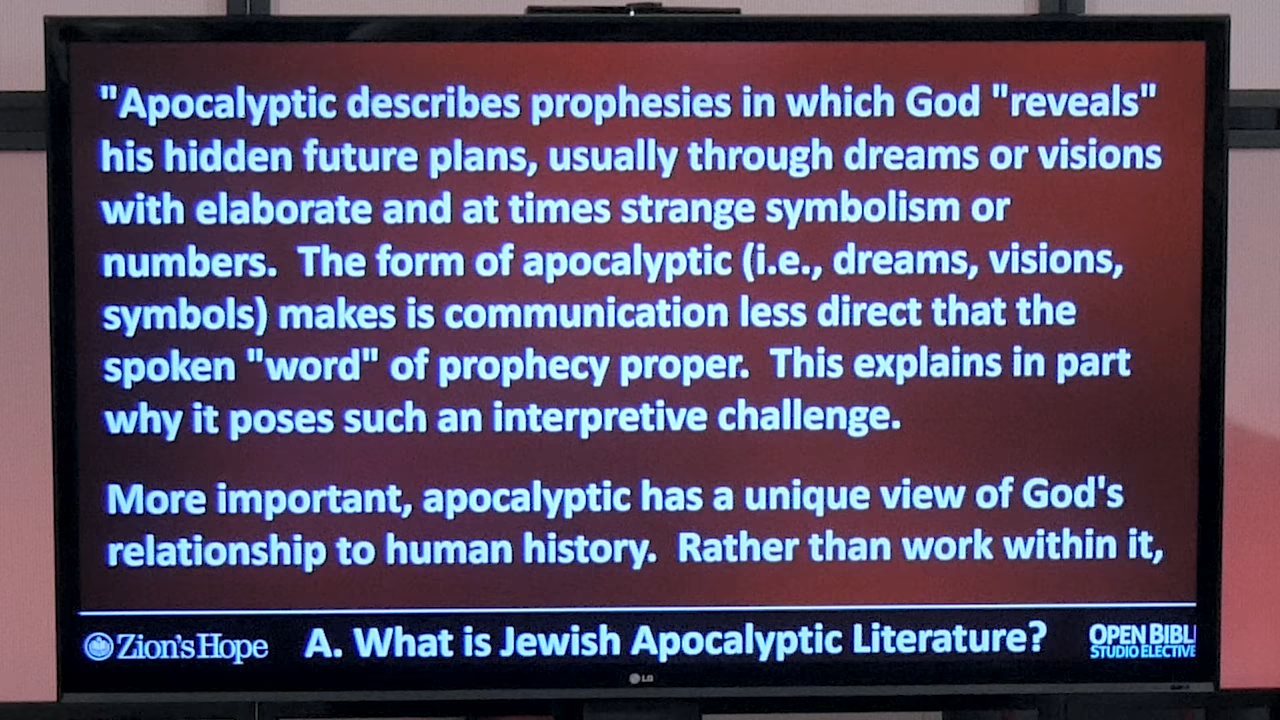 "Apocalyptic describes prophesies in which God "reveals"
his hidden future plans, usually through dreams or visions
with elaborate and at times strange symbolism or
numbers. The form of apocalyptic (i.e., dreams, visions,
symbols) makes is communication less direct that the
spoken "word" of prophecy proper. This explains in part
why it poses such an interpretive challenge.
More important, apocalyptic has a unique view of God's
relationship to human history. Rather than work within it,
Zion's Hope
A. What is Jewish Apocalyptic Literature?
OPEN BIBL
STUDIO ELECTIVE
LG